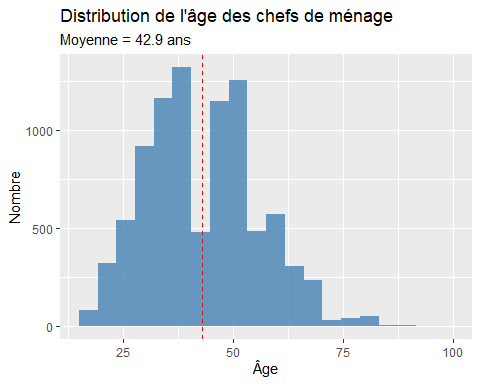 Distribution de l'âge des chefs de ménage
Moyenne = 42.9 ans
Nombre
1000
500
0
25 50 75 100
Âge